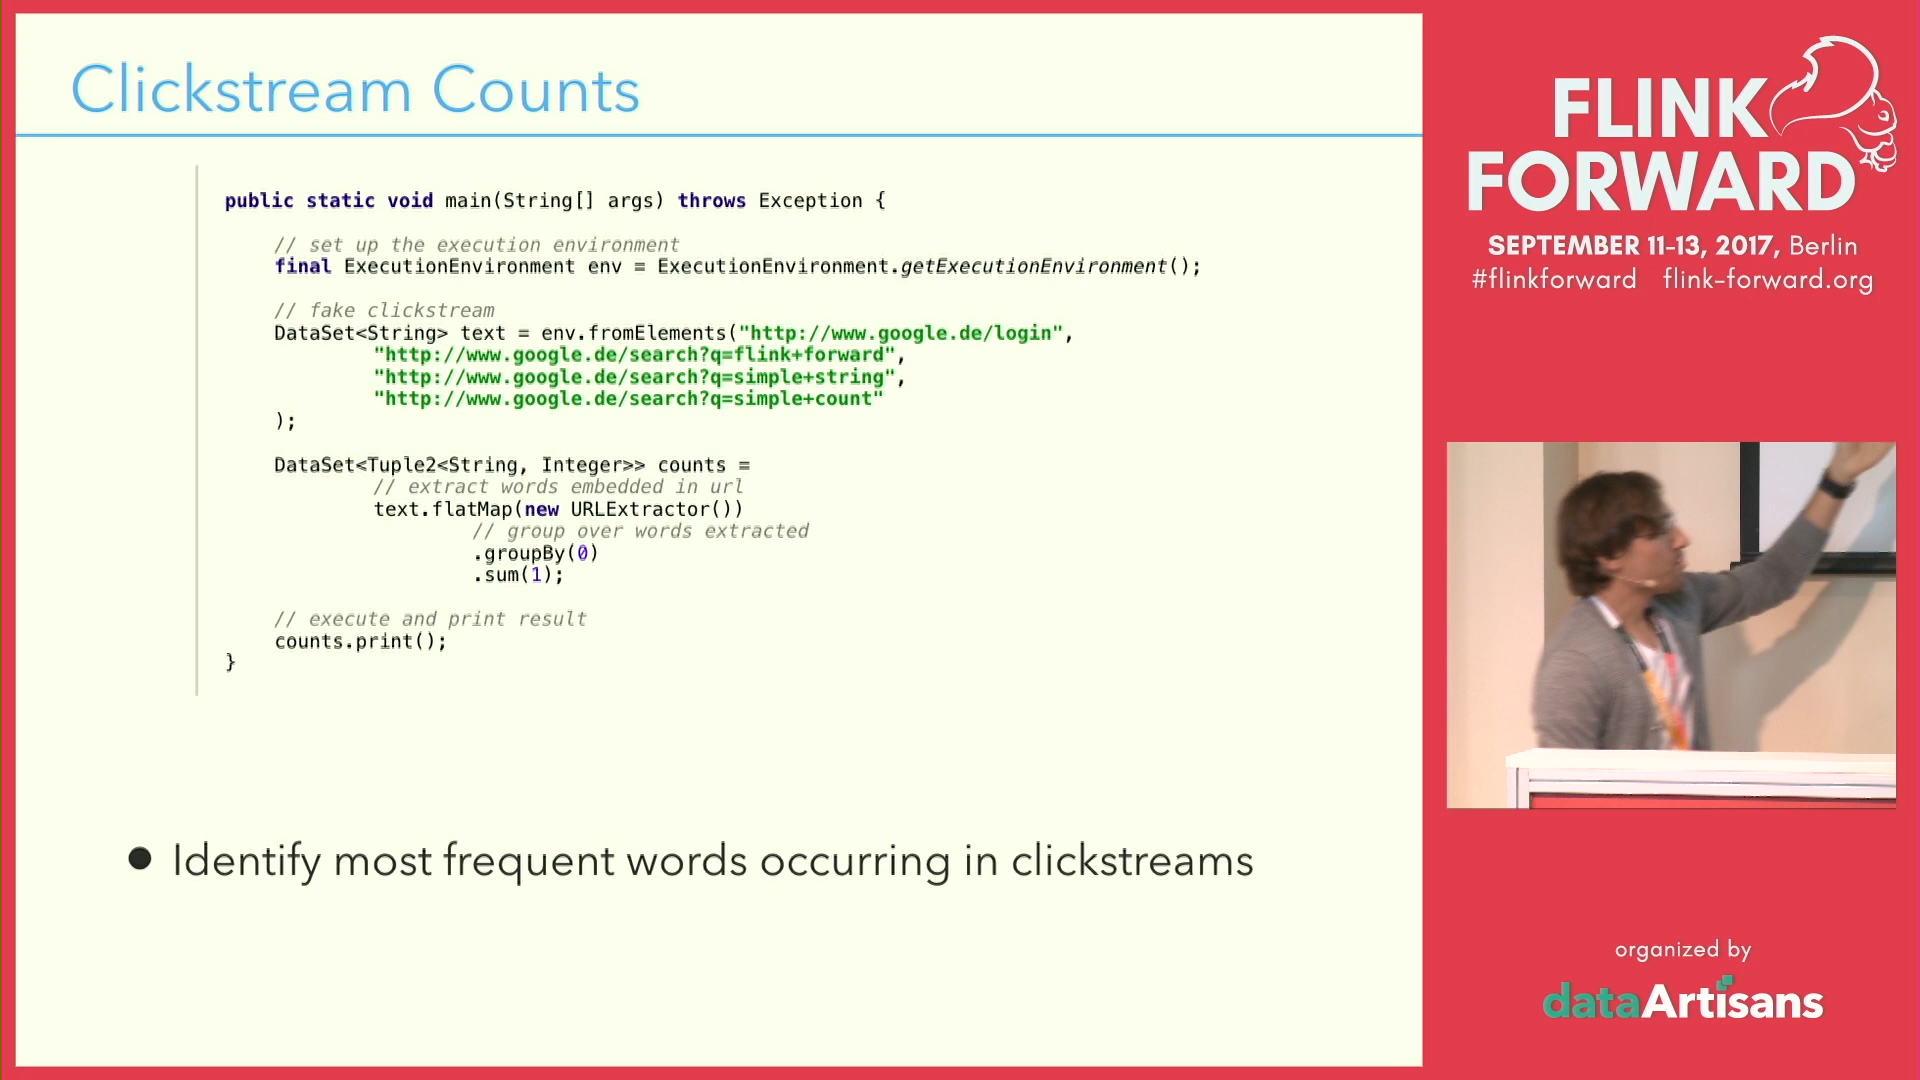 Clickstream Counts
public static void main(String[] args) throws Exception {
// set up the execution environment
final ExecutionEnvironment env = ExecutionEnvironment.getExecutionEnvironment();
// fake clickstream
DataSet<String> text = env.fromElements("http://www.google.de/login",
"http://www.google.de/search?q=flink+forward",
"http://www.google.de/search?q=simple+string",
"http://www.google.de/search?q=simple+count"
);
DataSet<Tuple2<String, Integer>> counts =
// extract words embedded in url
text.flatMap(new URLExtractor())
// group over words extracted
.groupBy(0)
.sum(1);
// execute and print result
counts.print();
}
● Identify most frequent words occurring in clickstreams
FLINK
FORWARD
SEPTEMBER 11-13, 2017, Berlin
#flinkforward flink-forward.org
organized by
dataArtisans